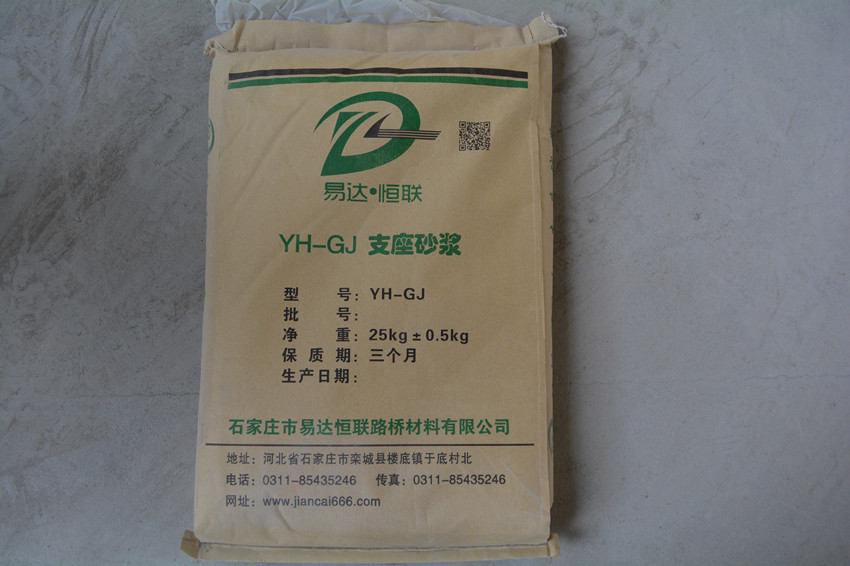 易达·恒联
YH-GJ 支座砂浆
型 号：YH-GJ
批 号：
净 重：25kg±0.5kg
保 质 期：三个月
生产日期：
石家庄市易达恒联路桥材料有限公司
地址：河北省石家庄市栾城县楼底镇于底村北
电话：0311-85435246 传真：0311-85435246
网址：www.jiancai666.com